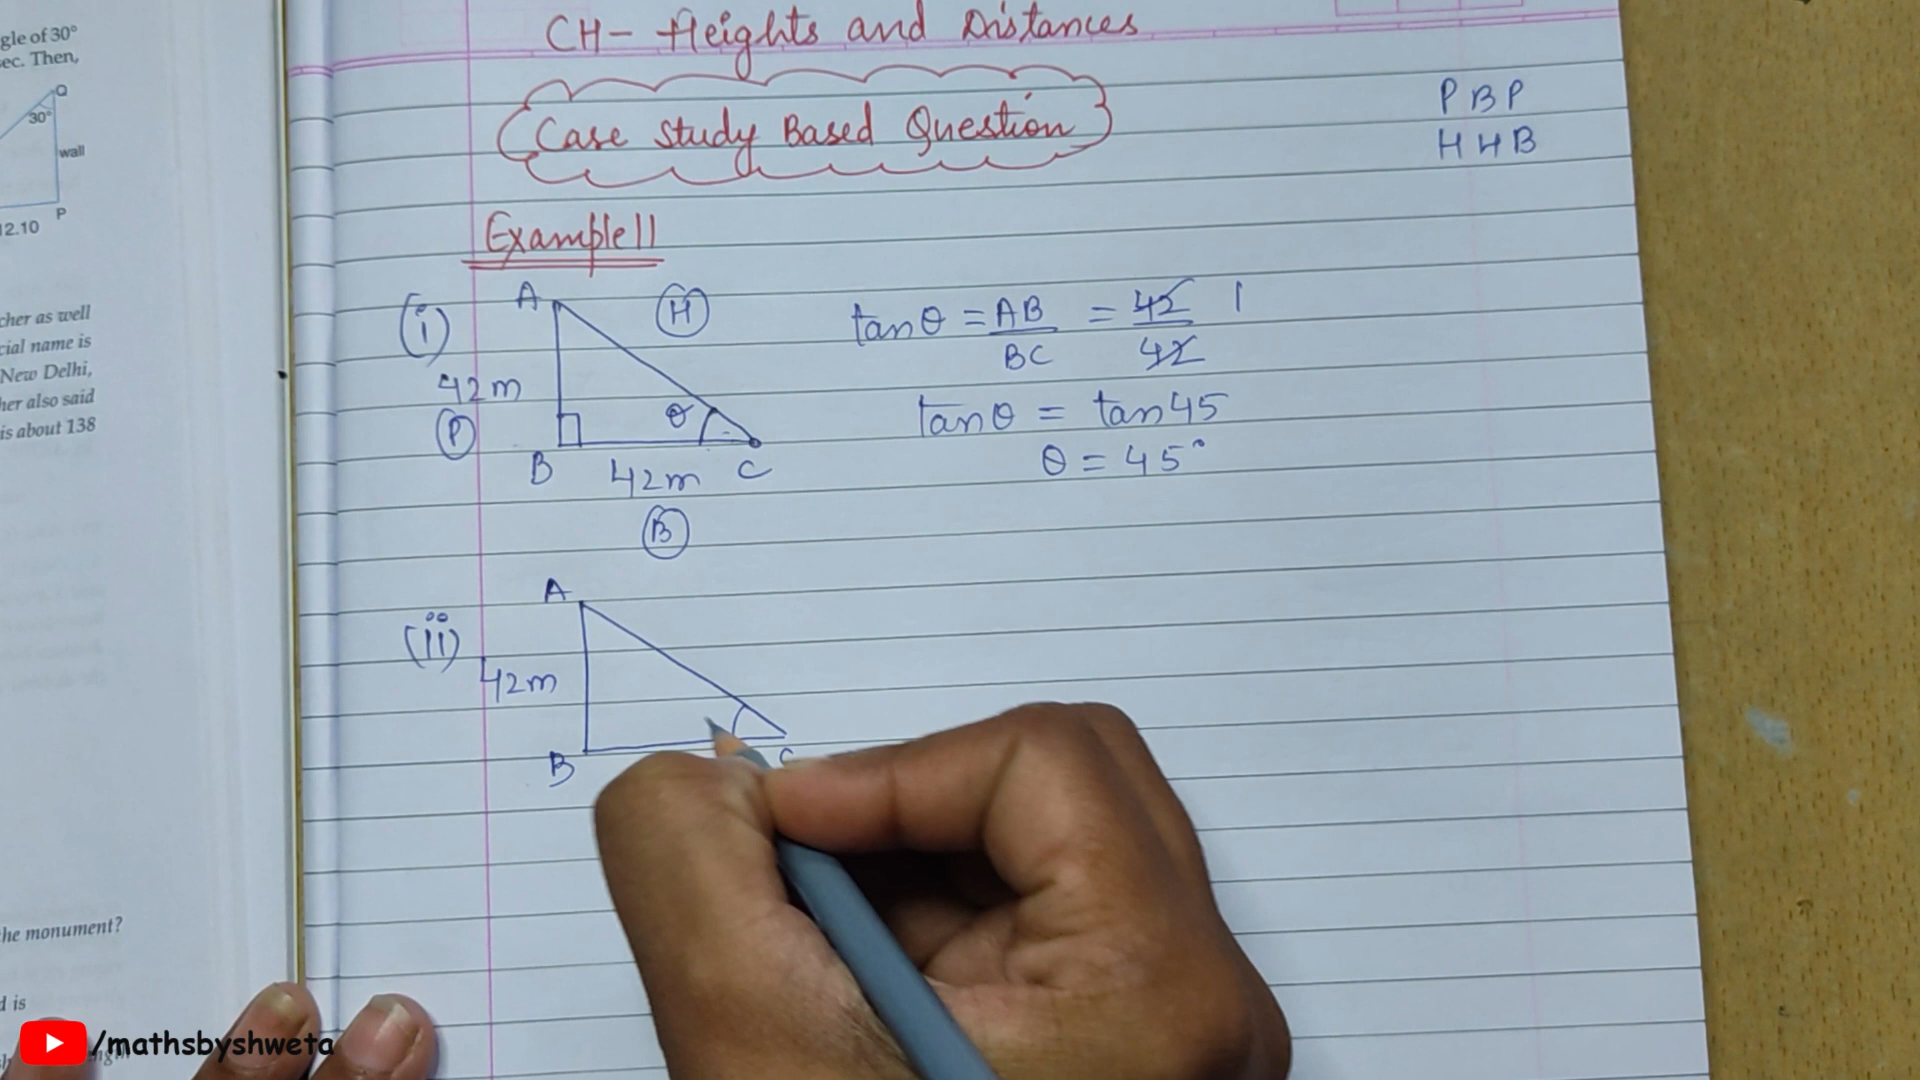 gle of 30°
ec. Then,
Q
30°
wall
P
12.10
cher as well
cial name is
New Delhi,
her also said
is about 138
he monument?
d is
CH- Heights and Distances
Case Study Based Question
P B P
H H B
Example 11
(i)
A
H
42m
P
θ
B
42m
C
B
tanθ = AB/BC = 42/42 1
tanθ = tan45
θ = 45°
(ii)
A
42m
B
C
/mathsbyshweta